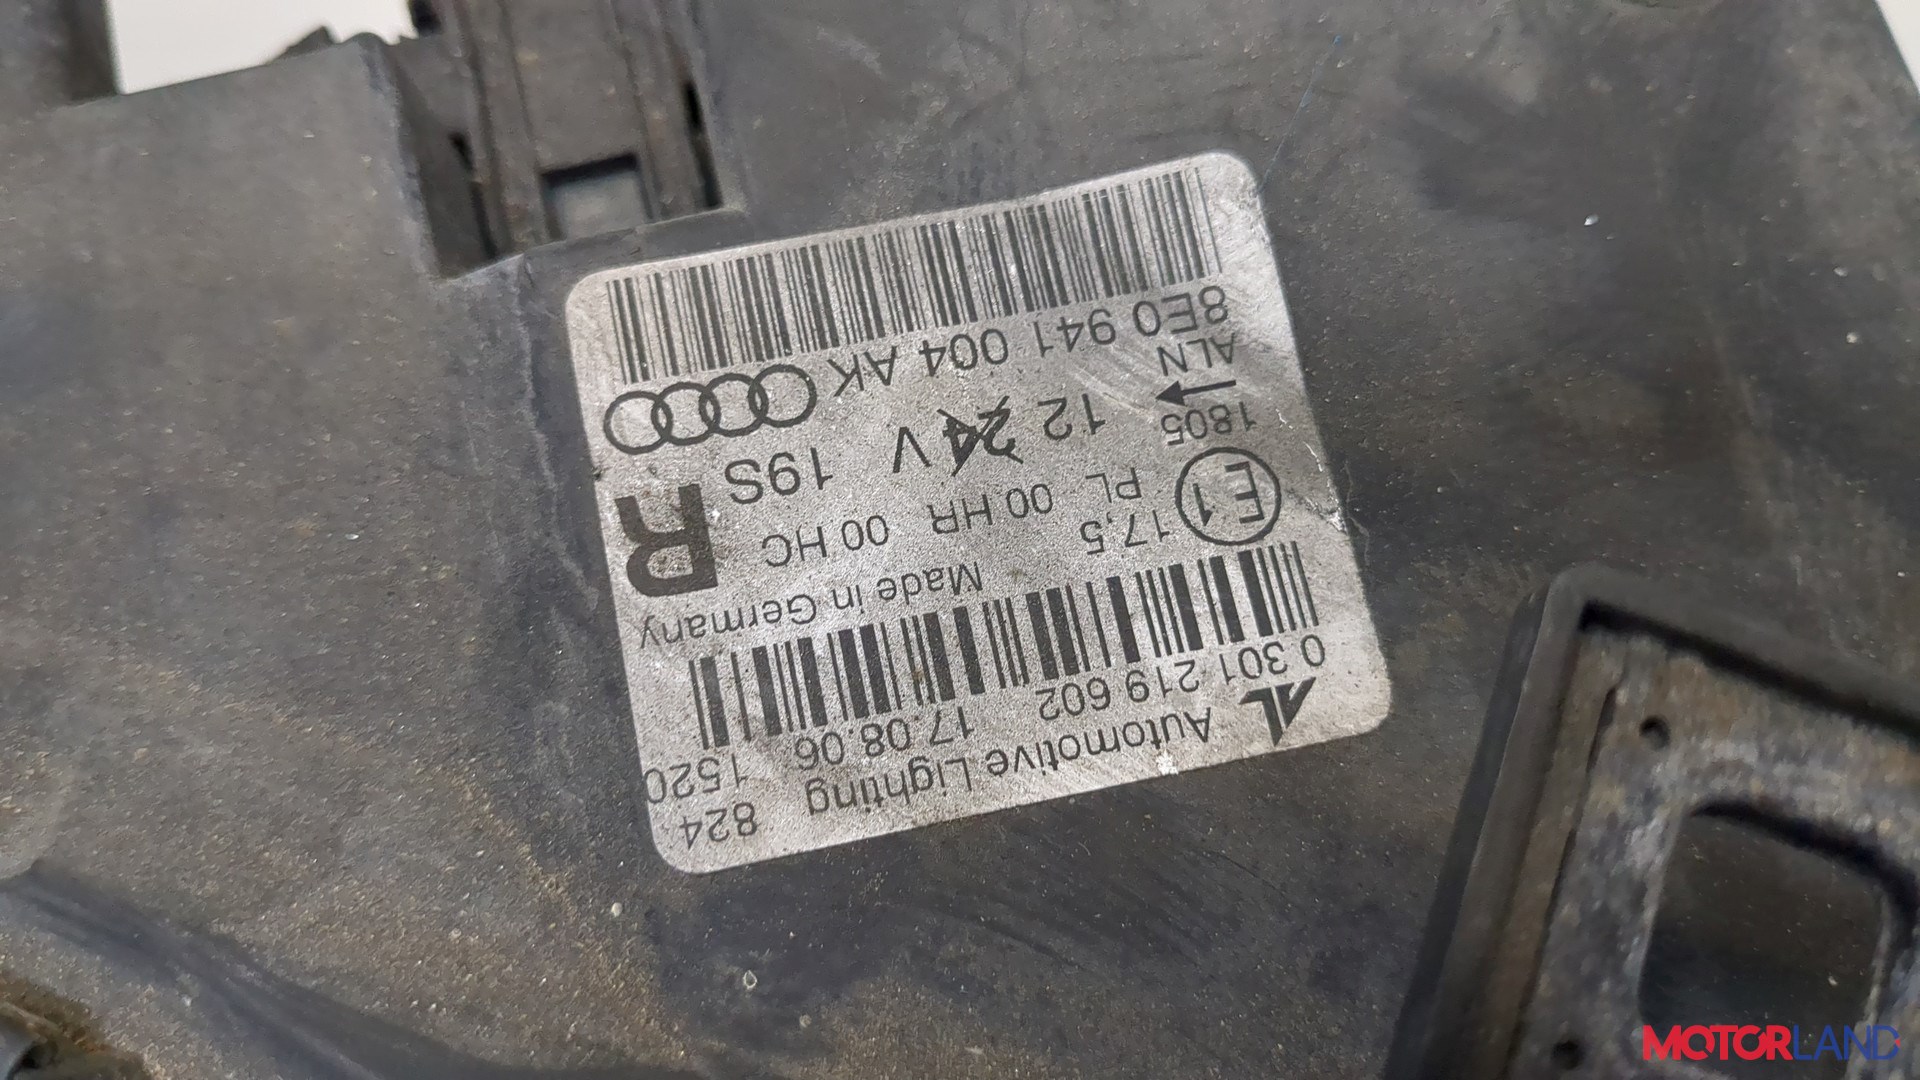 Automotive Lighting 824
0 301 219 602 17.08.06 1520
Made in Germany
E1 17,5
PL 00 HR 00 HC R
1805 12 24 V 19S
ALN
8E0 941 004 AK
MOTORLAND